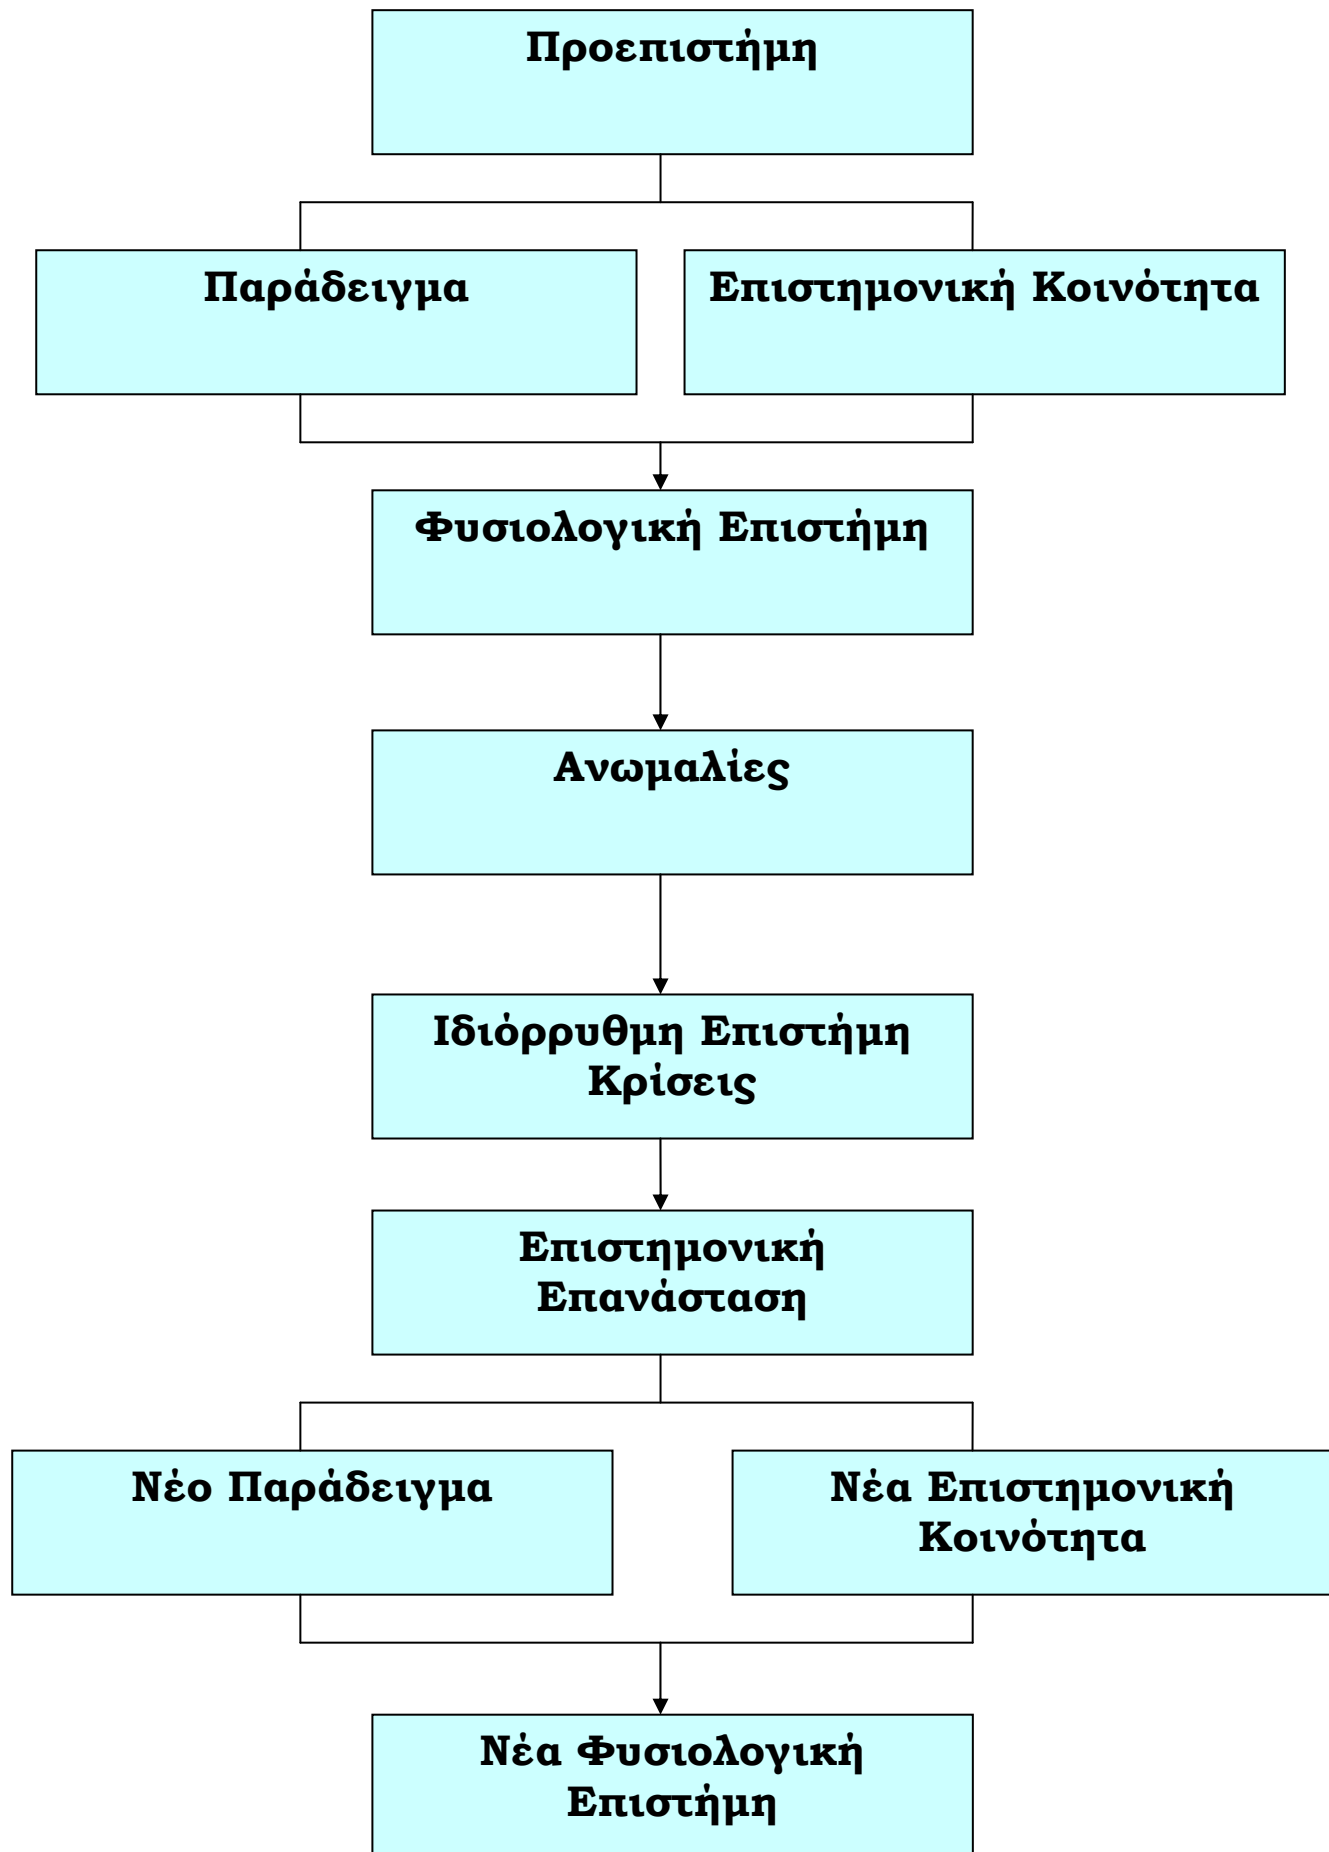 Προεπιστήμη
Παράδειγμα
Επιστημονική Κοινότητα
Φυσιολογική Επιστήμη
Ανωμαλίες
Ιδιόρρυθμη Επιστήμη
Κρίσεις
Επιστημονική
Επανάσταση
Νέο Παράδειγμα
Νέα Επιστημονική
Κοινότητα
Νέα Φυσιολογική
Επιστήμη